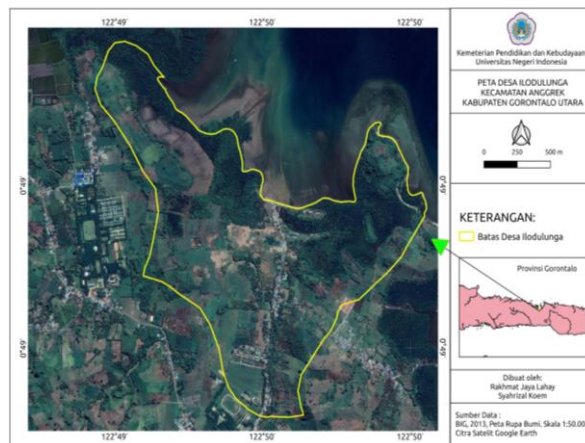 122°49'
122°50'
122°50'
0°49'
0°49'
122°49'
122°50'
122°50'
0°49'
0°49'
Kemeterian Pendidikan dan Kebudayaan
Universitas Negeri Indonesia
PETA DESA ILODULUNGA
KECAMATAN ANGGREK
KABUPATEN GORONTALO UTARA
0 250 500 m
KETERANGAN:
Batas Desa Ilodulunga
Provinsi Gorontalo
Dibuat oleh:
Rakhmat Jaya Lahay
Syahrizal Koem
Sumber Data :
BIG, 2013, Peta Rupa Bumi. Skala 1:50.00
Citra Satelit Google Earth